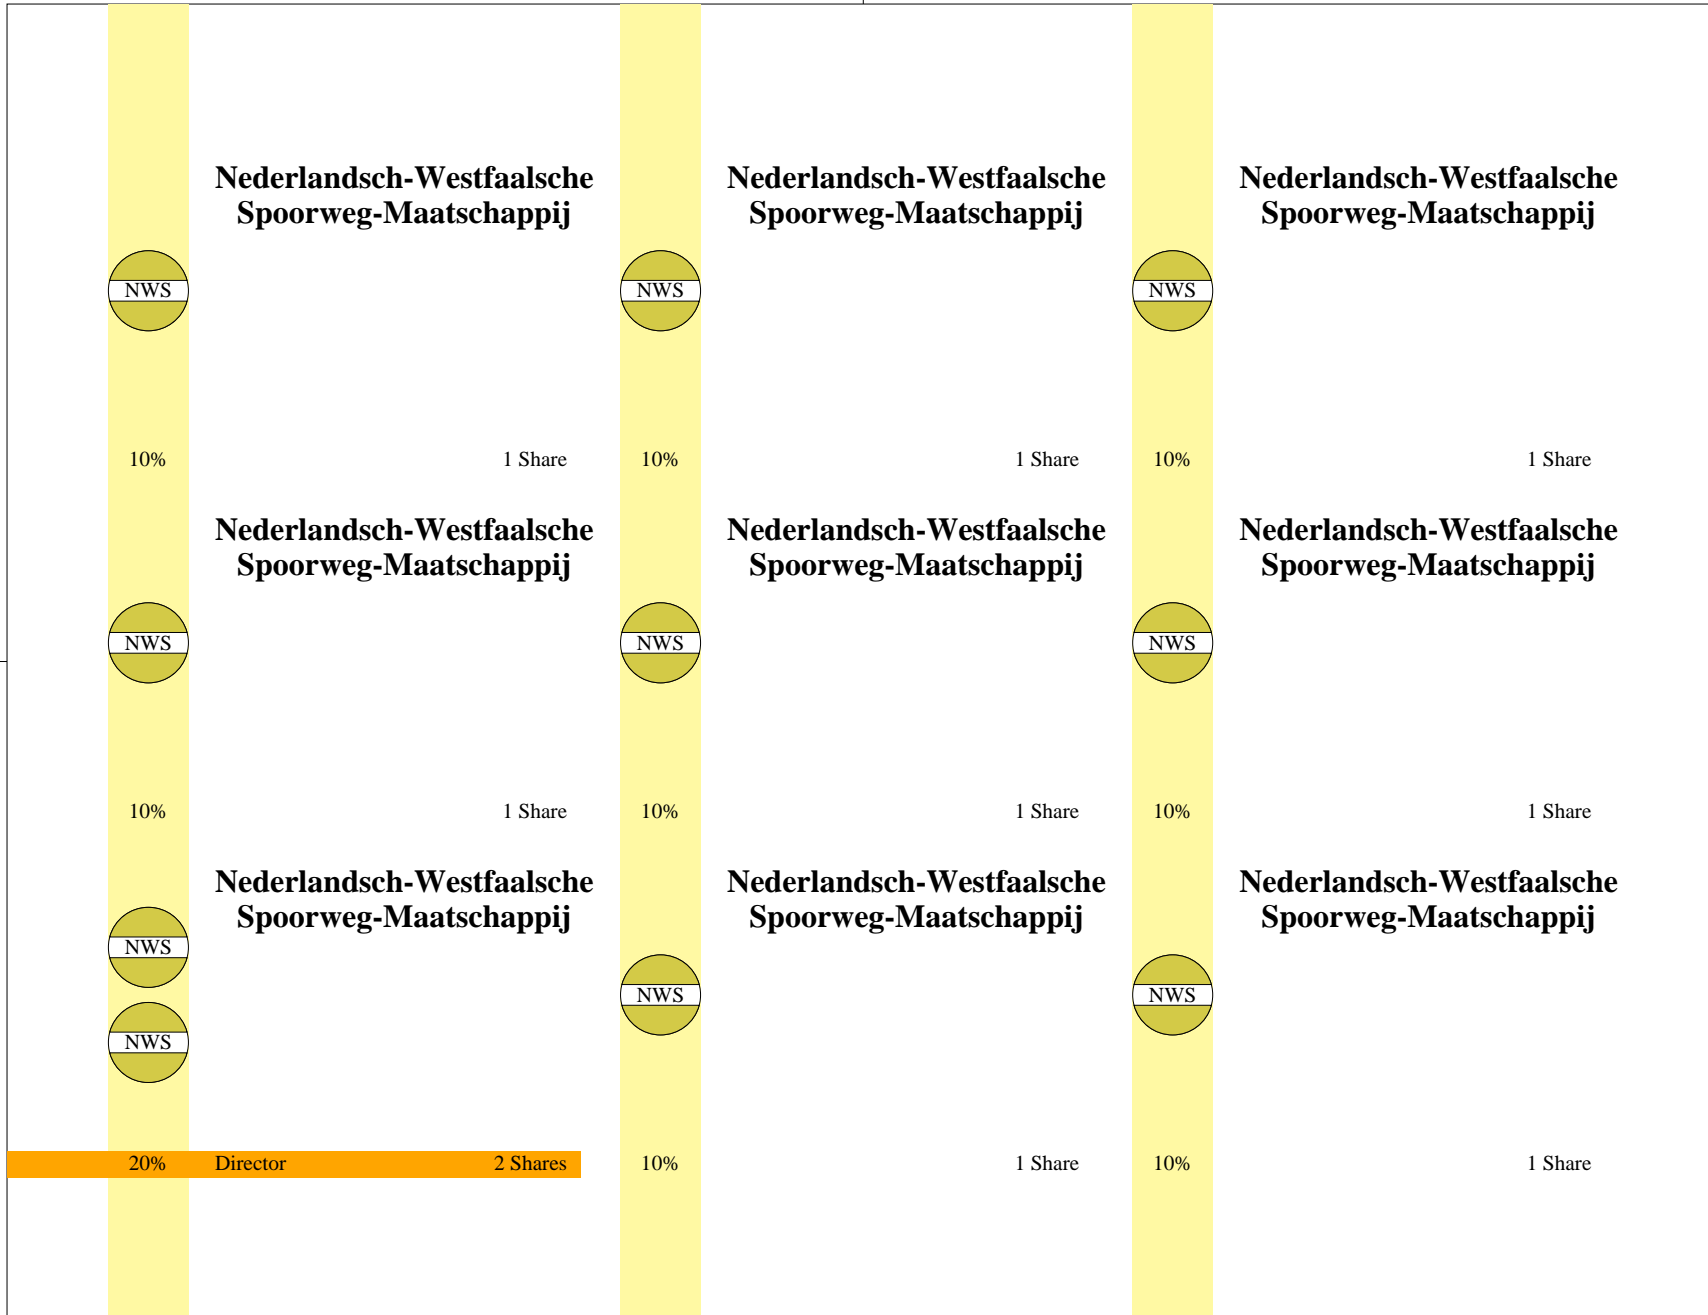 Nederlandsch-Westfaalsche
Spoorweg-Maatschappij
NWS
10%
1 Share
Nederlandsch-Westfaalsche
Spoorweg-Maatschappij
NWS
10%
1 Share
Nederlandsch-Westfaalsche
Spoorweg-Maatschappij
NWS
10%
1 Share
Nederlandsch-Westfaalsche
Spoorweg-Maatschappij
NWS
10%
1 Share
Nederlandsch-Westfaalsche
Spoorweg-Maatschappij
NWS
10%
1 Share
Nederlandsch-Westfaalsche
Spoorweg-Maatschappij
NWS
10%
1 Share
Nederlandsch-Westfaalsche
Spoorweg-Maatschappij
NWS
NWS
20% Director 2 Shares
Nederlandsch-Westfaalsche
Spoorweg-Maatschappij
NWS
10%
1 Share
Nederlandsch-Westfaalsche
Spoorweg-Maatschappij
NWS
10%
1 Share